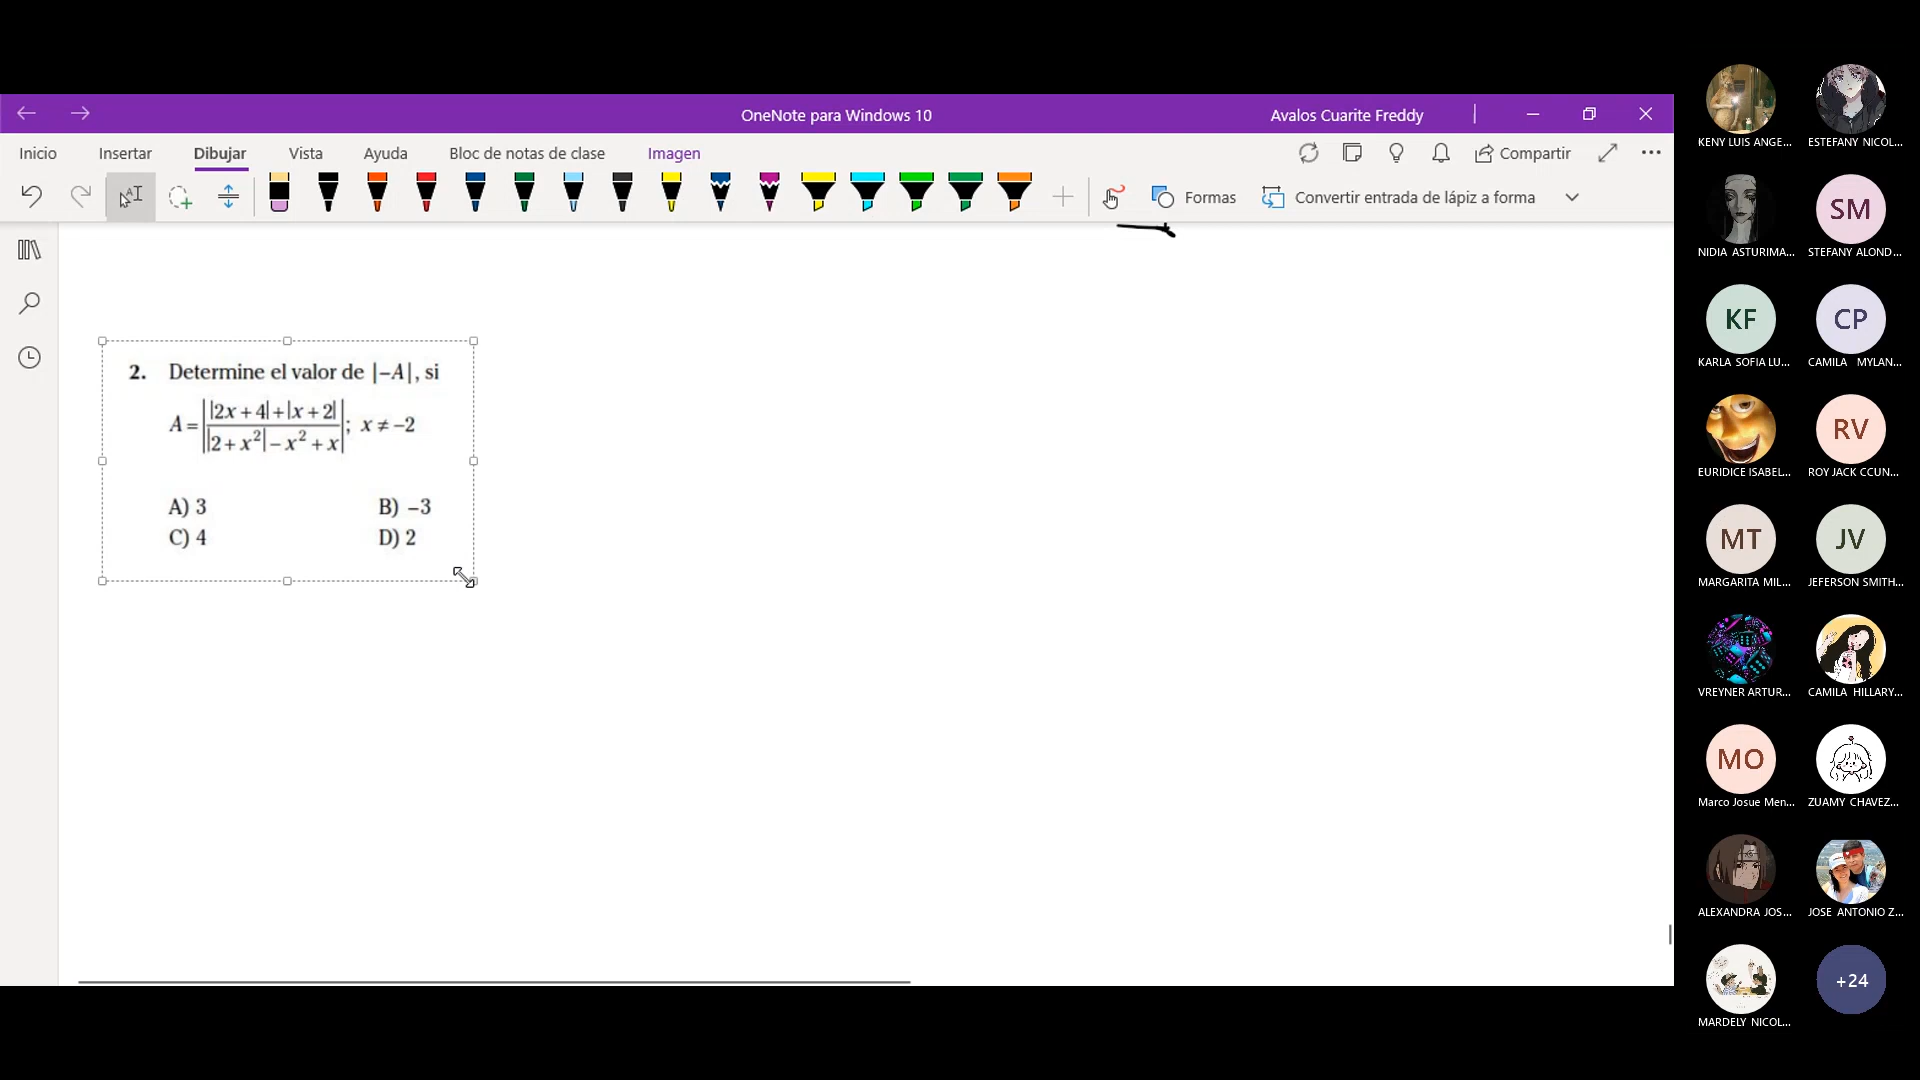 OneNote para Windows 10
Avalos Cuarite Freddy
Inicio
Insertar
Dibujar
Vista
Ayuda
Bloc de notas de clase
Imagen
Compartir
Formas
Convertir entrada de lápiz a forma
2. Determine el valor de |−A|, si
A = | (|2x + 4| + |x + 2|) / (|2 + x²| − x² + x) |; x ≠ −2
A) 3 B) −3
C) 4 D) 2
KENY LUIS ANGE...
ESTEFANY NICOL...
NIDIA ASTURIMA...
SM
STEFANY ALOND...
KF
KARLA SOFIA LU...
CP
CAMILA MYLAN...
EURIDICE ISABEL...
RV
ROY JACK CCUN...
MT
MARGARITA MIL...
JV
JEFERSON SMITH...
VREYNER ARTUR...
CAMILA HILLARY...
MO
Marco Josue Men...
ZUAMY CHAVEZ...
ALEXANDRA JOS...
JOSE ANTONIO Z...
MARDELY NICOL...
+24